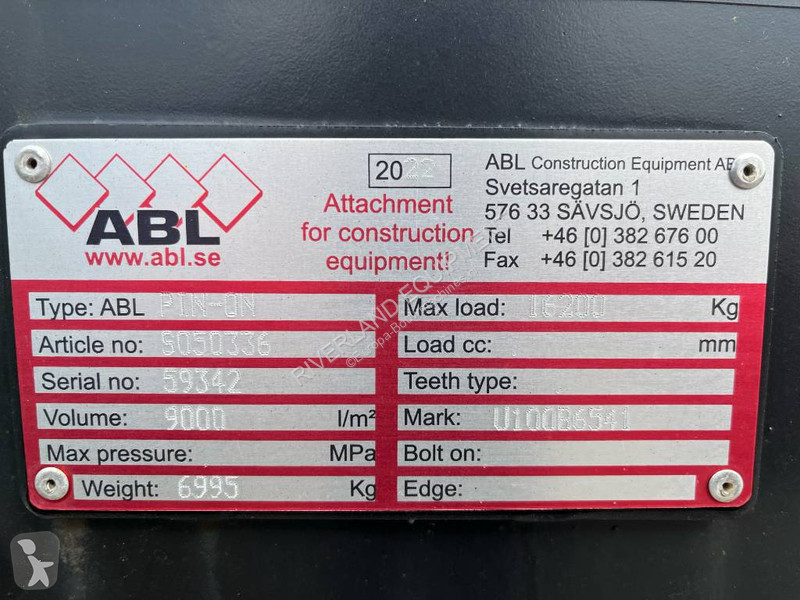 ABL
www.abl.se
2022
Attachment
for construction
equipment!
ABL Construction Equipment AB
Svetsaregatan 1
576 33 SÄVSJÖ, SWEDEN
Tel +46 [0] 382 676 00
Fax +46 [0] 382 615 20
Type: ABL PIN-ON
Article no: S050336
Serial no: 59342
Volume: 9000 l/m²
Max pressure: MPa
Weight: 6995 Kg
Max load: 16200 Kg
Load cc: mm
Teeth type:
Mark: U100B6541
Bolt on:
Edge:
RIVERLAND EQUIPMENT